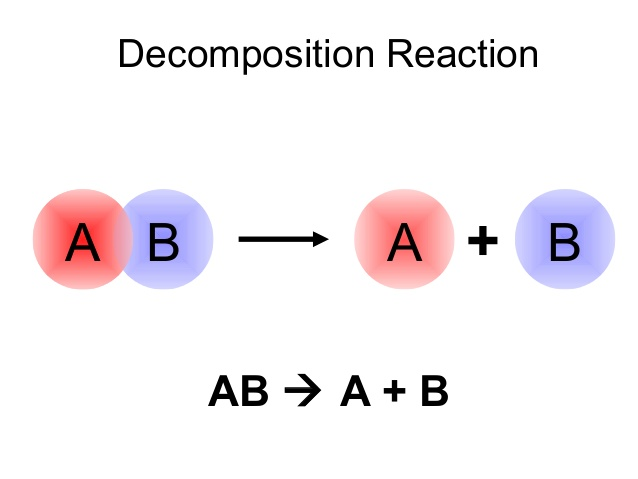 Decomposition Reaction
A B → A + B
AB → A + B